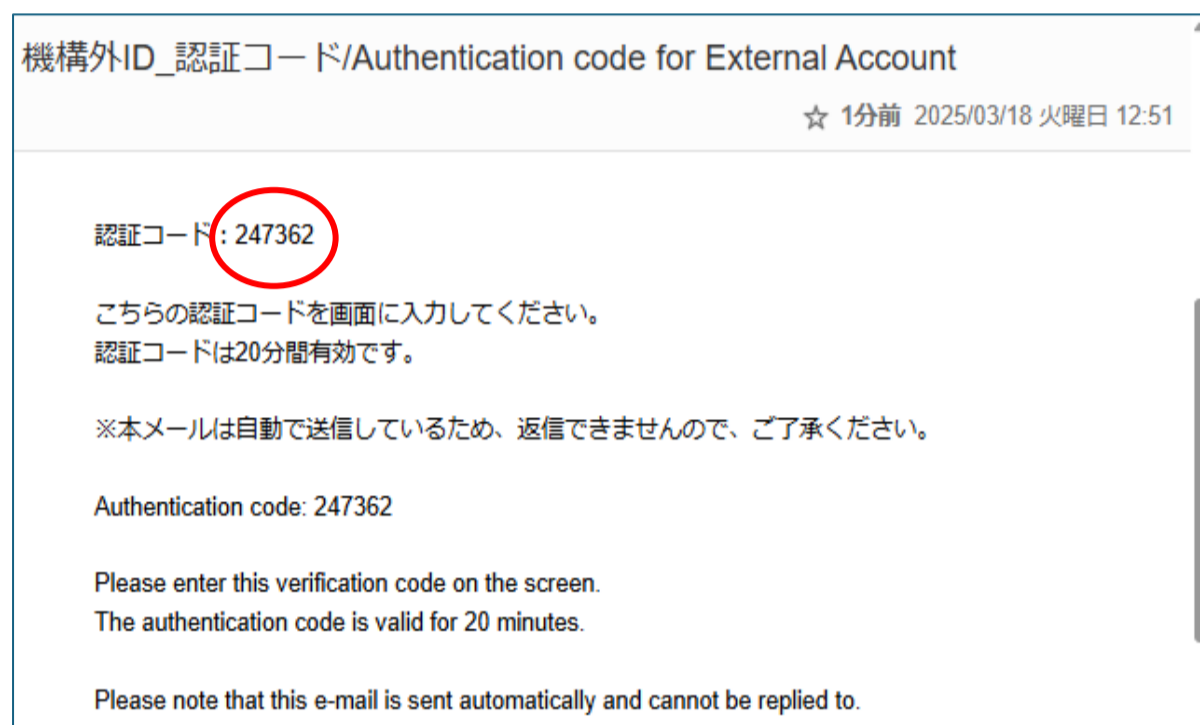 機構外ID_認証コード/Authentication code for External Account
☆ 1分前 2025/03/18 火曜日 12:51
認証コード : 247362
こちらの認証コードを画面に入力してください。
認証コードは20分間有効です。
※本メールは自動で送信しているため、返信できませんので、ご了承ください。
Authentication code: 247362
Please enter this verification code on the screen.
The authentication code is valid for 20 minutes.
Please note that this e-mail is sent automatically and cannot be replied to.